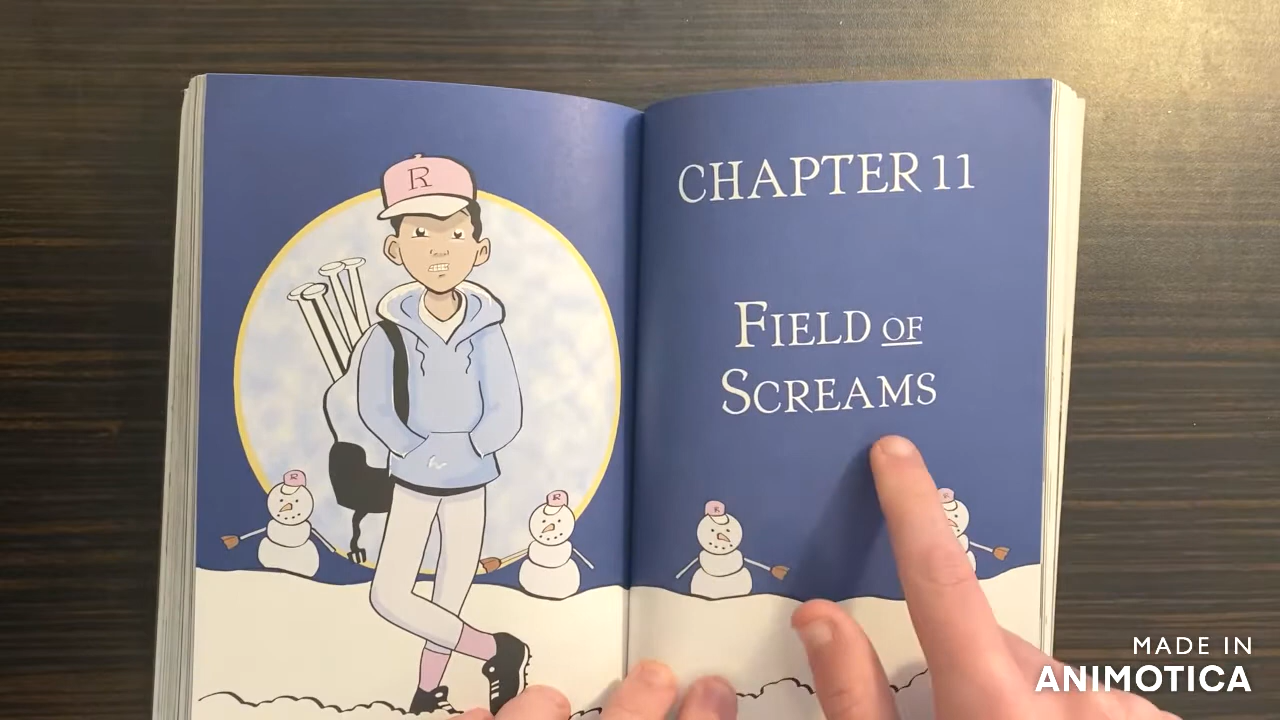 R
CHAPTER 11
FIELD OF
SCREAMS
R
R
R
R
MADE IN
ANIMOTICA